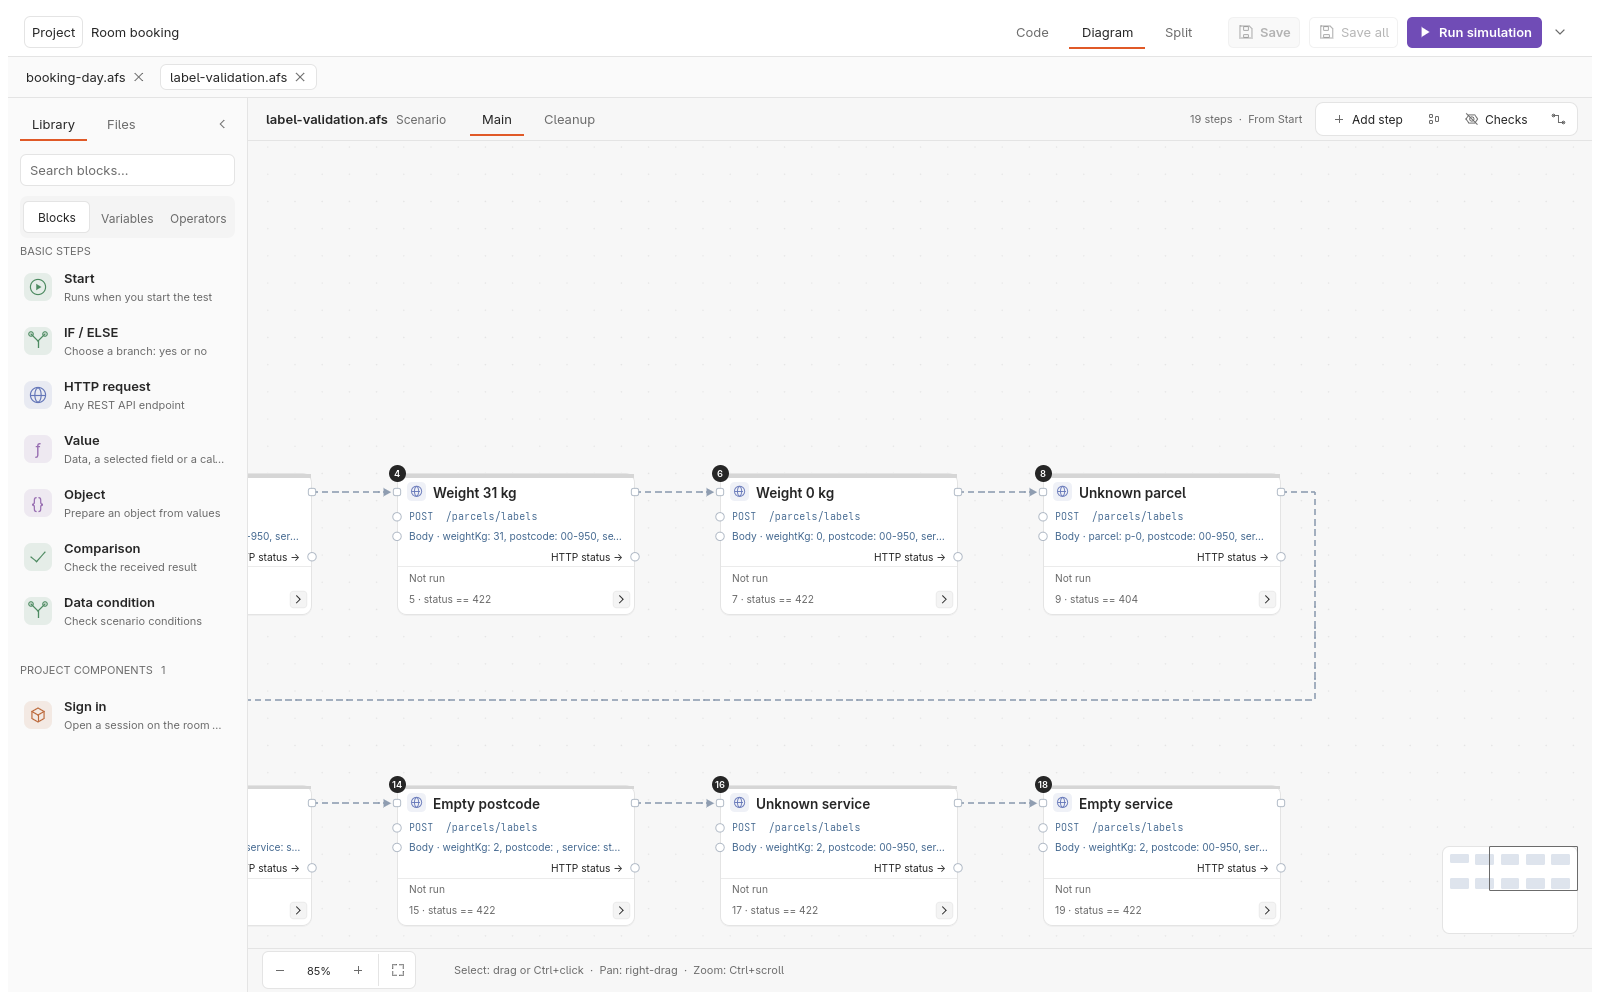 Project Room booking
Code Diagram Split Save Save all Run simulation
booking-day.afs label-validation.afs
Library Files
label-validation.afs Scenario Main Cleanup 19 steps · From Start Add step Checks
Search blocks...
Blocks Variables Operators
BASIC STEPS
Start
Runs when you start the test
IF / ELSE
Choose a branch: yes or no
HTTP request
Any REST API endpoint
Value
Data, a selected field or a cal...
Object
Prepare an object from values
Comparison
Check the received result
Data condition
Check scenario conditions
PROJECT COMPONENTS 1
Sign in
Open a session on the room ...
-950, ser...
P status →
4
Weight 31 kg
POST /parcels/labels
Body · weightKg: 31, postcode: 00-950, se...
HTTP status →
Not run
5 · status == 422
6
Weight 0 kg
POST /parcels/labels
Body · weightKg: 0, postcode: 00-950, ser...
HTTP status →
Not run
7 · status == 422
8
Unknown parcel
POST /parcels/labels
Body · parcel: p-0, postcode: 00-950, ser...
HTTP status →
Not run
9 · status == 404
service: s...
P status →
14
Empty postcode
POST /parcels/labels
Body · weightKg: 2, postcode: , service: st...
HTTP status →
Not run
15 · status == 422
16
Unknown service
POST /parcels/labels
Body · weightKg: 2, postcode: 00-950, ser...
HTTP status →
Not run
17 · status == 422
18
Empty service
POST /parcels/labels
Body · weightKg: 2, postcode: 00-950, ser...
HTTP status →
Not run
19 · status == 422
85%
Select: drag or Ctrl+click · Pan: right-drag · Zoom: Ctrl+scroll